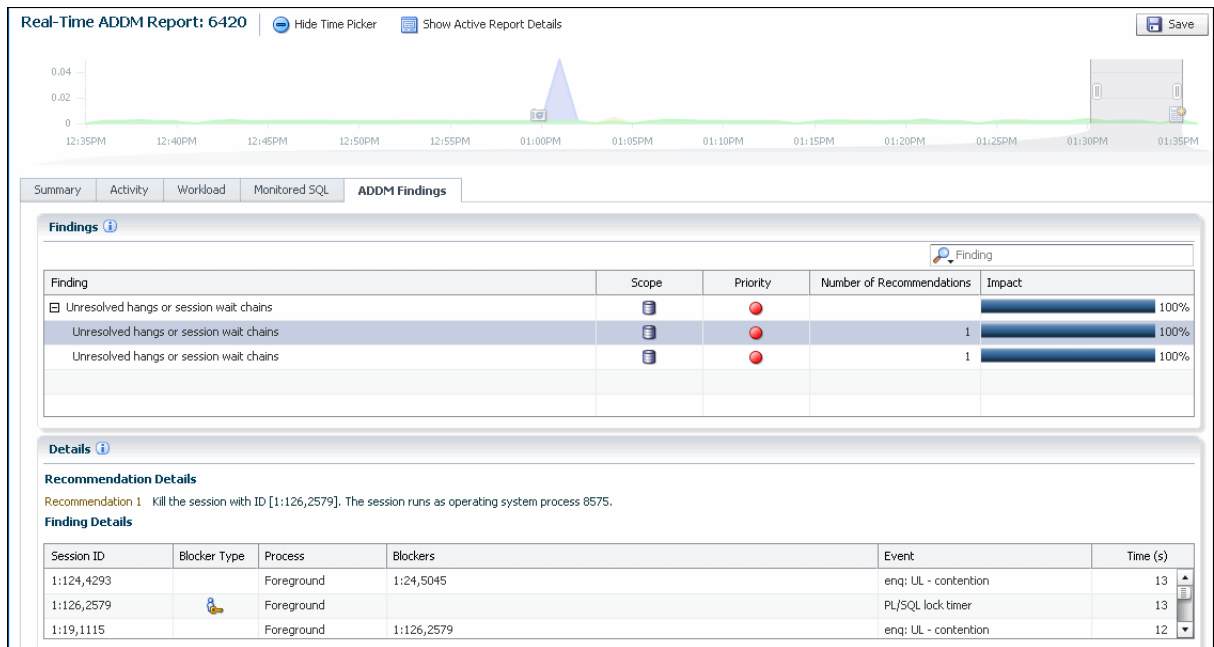 Real-Time ADDM Report: 6420 Hide Time Picker Show Active Report Details Save
0.04
0.02
0
12:35PM 12:40PM 12:45PM 12:50PM 12:55PM 01:00PM 01:05PM 01:10PM 01:15PM 01:20PM 01:25PM 01:30PM 01:35PM
Summary Activity Workload Monitored SQL ADDM Findings
Findings
Finding
Finding Scope Priority Number of Recommendations Impact
Unresolved hangs or session wait chains 100%
Unresolved hangs or session wait chains 1 100%
Unresolved hangs or session wait chains 1 100%
Details
Recommendation Details
Recommendation 1 Kill the session with ID [1:126,2579]. The session runs as operating system process 8575.
Finding Details
Session ID Blocker Type Process Blockers Event Time (s)
1:124,4293 Foreground 1:24,5045 enq: UL - contention 13
1:126,2579 Foreground PL/SQL lock timer 13
1:19,1115 Foreground 1:126,2579 enq: UL - contention 12